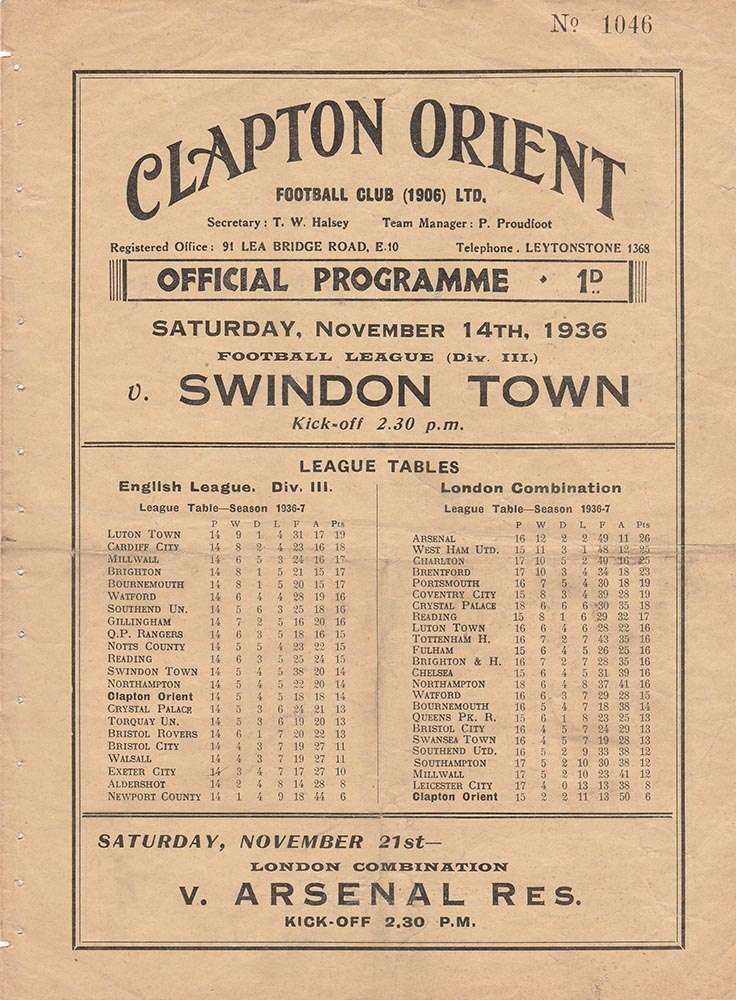 No 1046
CLAPTON ORIENT
FOOTBALL CLUB (1906) LTD.
Secretary: T. W. Halsey Team Manager: P. Proudfoot
Registered Office: 91 LEA BRIDGE ROAD, E.10 Telephone. LEYTONSTONE 1368
OFFICIAL PROGRAMME · 1D
SATURDAY, NOVEMBER 14TH, 1936
FOOTBALL LEAGUE (Div. III.)
v. SWINDON TOWN
Kick-off 2.30 p.m.
LEAGUE TABLES
English League. Div. III.
League Table—Season 1936-7
P W D L F A Pts
LUTON TOWN 14 9 1 4 31 17 19
CARDIFF CITY 14 8 2 4 23 16 18
MILLWALL 14 6 5 3 24 16 17
BRIGHTON 14 8 1 5 21 15 17
BOURNEMOUTH 14 8 1 5 20 15 17
WATFORD 14 6 4 4 28 19 16
SOUTHEND UN. 14 5 6 3 25 18 16
GILLINGHAM 14 7 2 5 16 20 16
Q.P. RANGERS 14 6 3 5 18 16 15
NOTTS COUNTY 14 5 5 4 23 22 15
READING 14 6 3 5 25 24 15
SWINDON TOWN 14 5 4 5 38 20 14
NORTHAMPTON 14 5 4 5 22 20 14
Clapton Orient 14 5 4 5 18 18 14
CRYSTAL PALACE 14 5 3 6 24 21 13
TORQUAY UN. 14 5 3 6 19 20 13
BRISTOL ROVERS 14 6 1 7 20 22 13
BRISTOL CITY 14 4 3 7 19 27 11
WALSALL 14 4 3 7 19 27 11
EXETER CITY 14 3 4 7 17 27 10
ALDERSHOT 14 2 4 8 14 28 8
NEWPORT COUNTY 14 1 4 9 18 44 6
London Combination
League Table—Season 1936-7
P W D L F A Pts
ARSENAL 16 12 2 2 49 11 26
WEST HAM UTD. 15 11 3 1 48 12 25
CHARLTON 17 10 5 2 40 16 25
BRENTFORD 17 10 3 4 34 18 23
PORTSMOUTH 16 7 5 4 30 18 19
COVENTRY CITY 15 8 3 4 39 28 19
CRYSTAL PALACE 18 6 6 6 30 35 18
READING 15 8 1 6 29 32 17
LUTON TOWN 16 6 4 6 28 22 16
TOTTENHAM H. 16 7 2 7 43 35 16
FULHAM 15 6 4 5 26 25 16
BRIGHTON & H. 16 7 2 7 28 35 16
CHELSEA 15 6 4 5 31 39 16
NORTHAMPTON 18 6 4 8 37 41 16
WATFORD 16 6 3 7 29 28 15
BOURNEMOUTH 16 5 4 7 18 38 14
QUEENS PK. R. 15 6 1 8 23 25 13
BRISTOL CITY 16 4 5 7 24 29 13
SWANSEA TOWN 16 4 5 7 19 28 13
SOUTHEND UTD. 16 5 2 9 33 38 12
SOUTHAMPTON 17 5 2 10 30 38 12
MILLWALL 17 5 2 10 23 41 12
LEICESTER CITY 17 4 0 13 13 38 8
Clapton Orient 15 2 2 11 13 50 6
SATURDAY, NOVEMBER 21st—
LONDON COMBINATION
V. ARSENAL RES.
KICK-OFF 2.30 P.M.